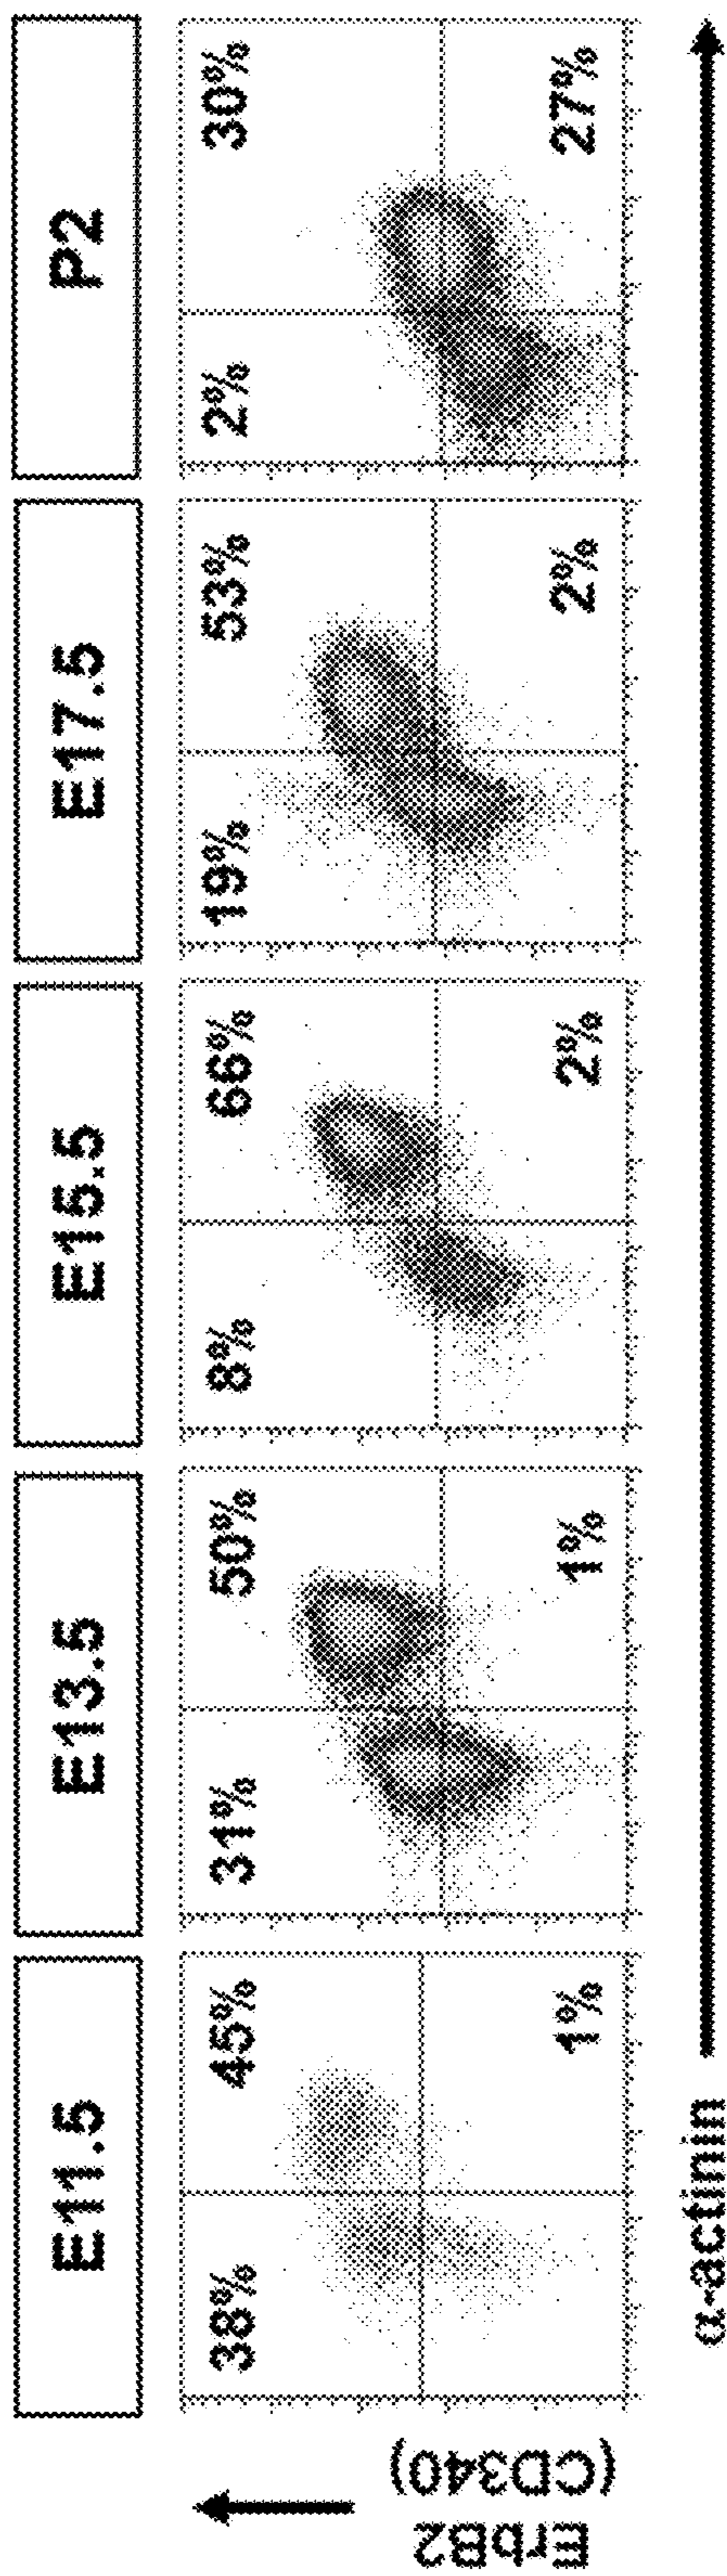 E11.5 E13.5 E15.5 E17.5 P2
38% 45% 31% 50% 8% 66% 19% 53% 2% 30%
1% 1% 2% 2% 27%
ErbB2
(CD340)
α-actinin